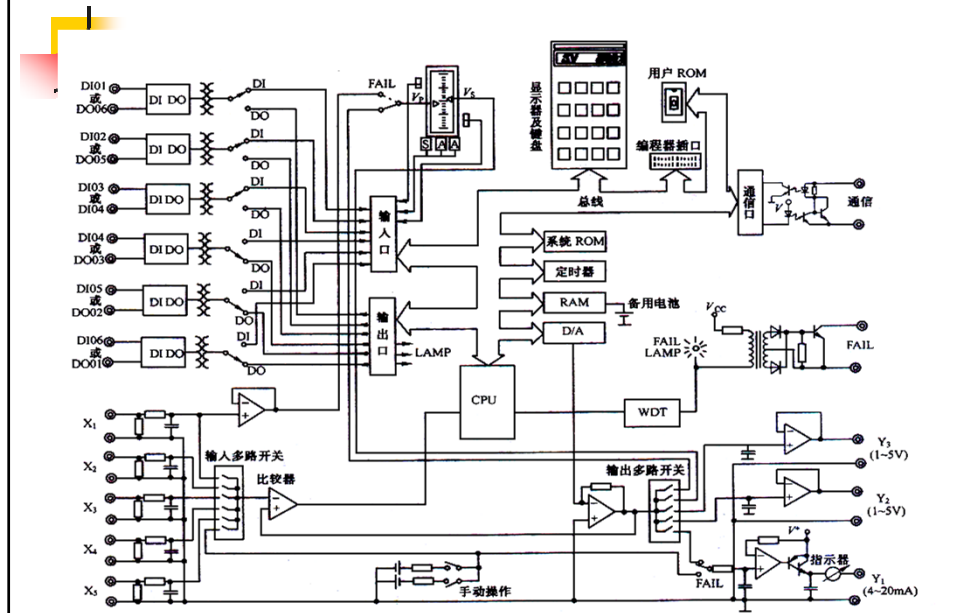 DI01
或
DO06
DI DO
DI
DO
DI02
或
DO05
DI DO
DI
DO
DI03
或
DI04
DI DO
DI
DO
DI04
或
DO03
DI DO
DI
DO
DI05
或
DO02
DI DO
DO
DI
DI06
或
DO01
DI DO
DO
FAIL
VP
VS
S A A
输入口
输出口
LAMP
显示器及键盘
用户 ROM
编程器插口
总线
通信口
V
通信
系统 ROM
定时器
RAM
备用电池
D/A
CPU
WDT
FAIL
LAMP
VCC
FAIL
X1
X2
X3
X4
X5
输入多路开关
比较器
输出多路开关
手动操作
FAIL
V+
指示器
Y3
(1~5V)
Y2
(1~5V)
Y1
(4~20mA)